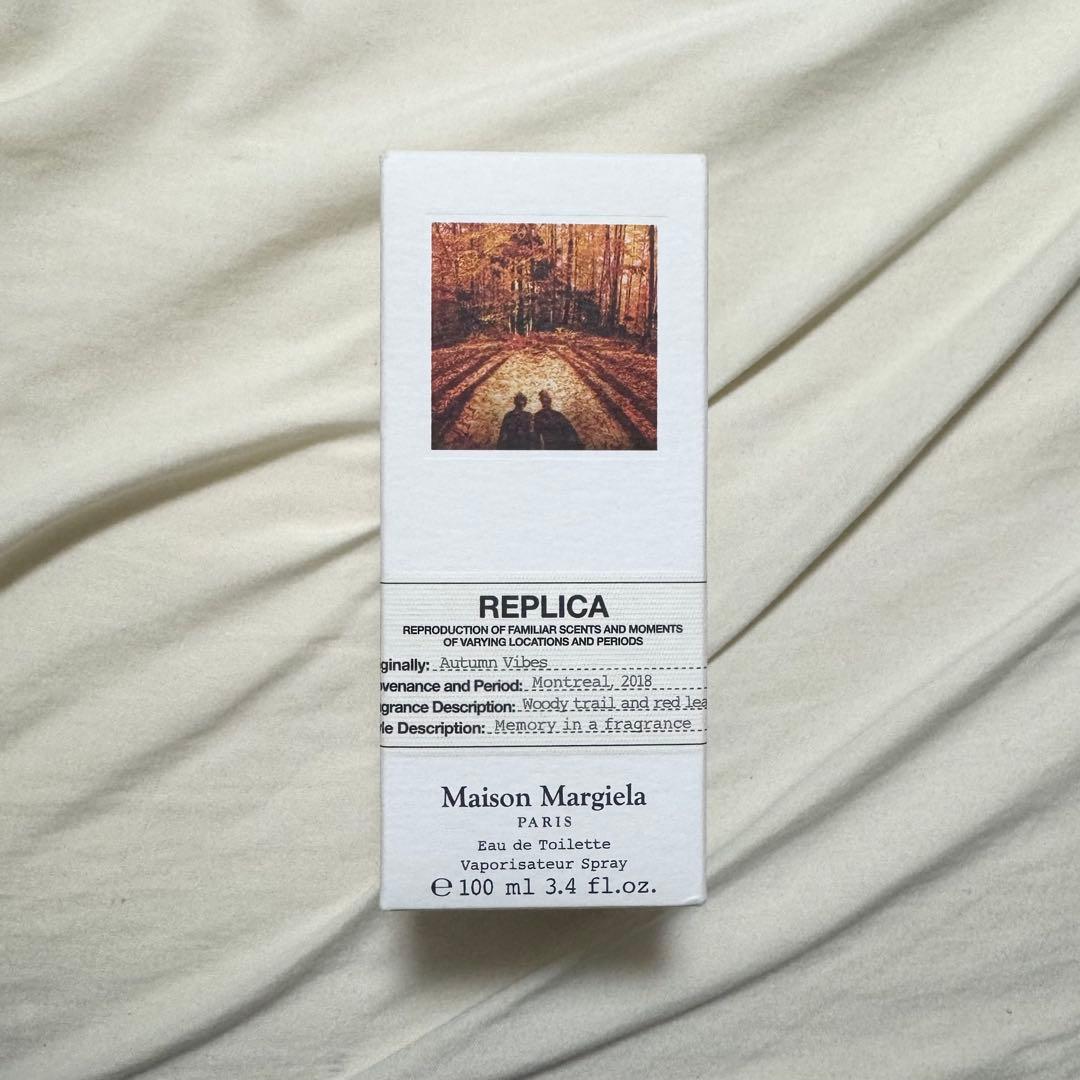 REPLICA
REPRODUCTION OF FAMILIAR SCENTS AND MOMENTS
OF VARYING LOCATIONS AND PERIODS
ginally: Autumn Vibes
ovenance and Period: Montreal, 2018
grance Description: Woody trail and red lea
le Description: Memory in a fragrance
Maison Margiela
PARIS
Eau de Toilette
Vaporisateur Spray
℮ 100 ml 3.4 fl.oz.